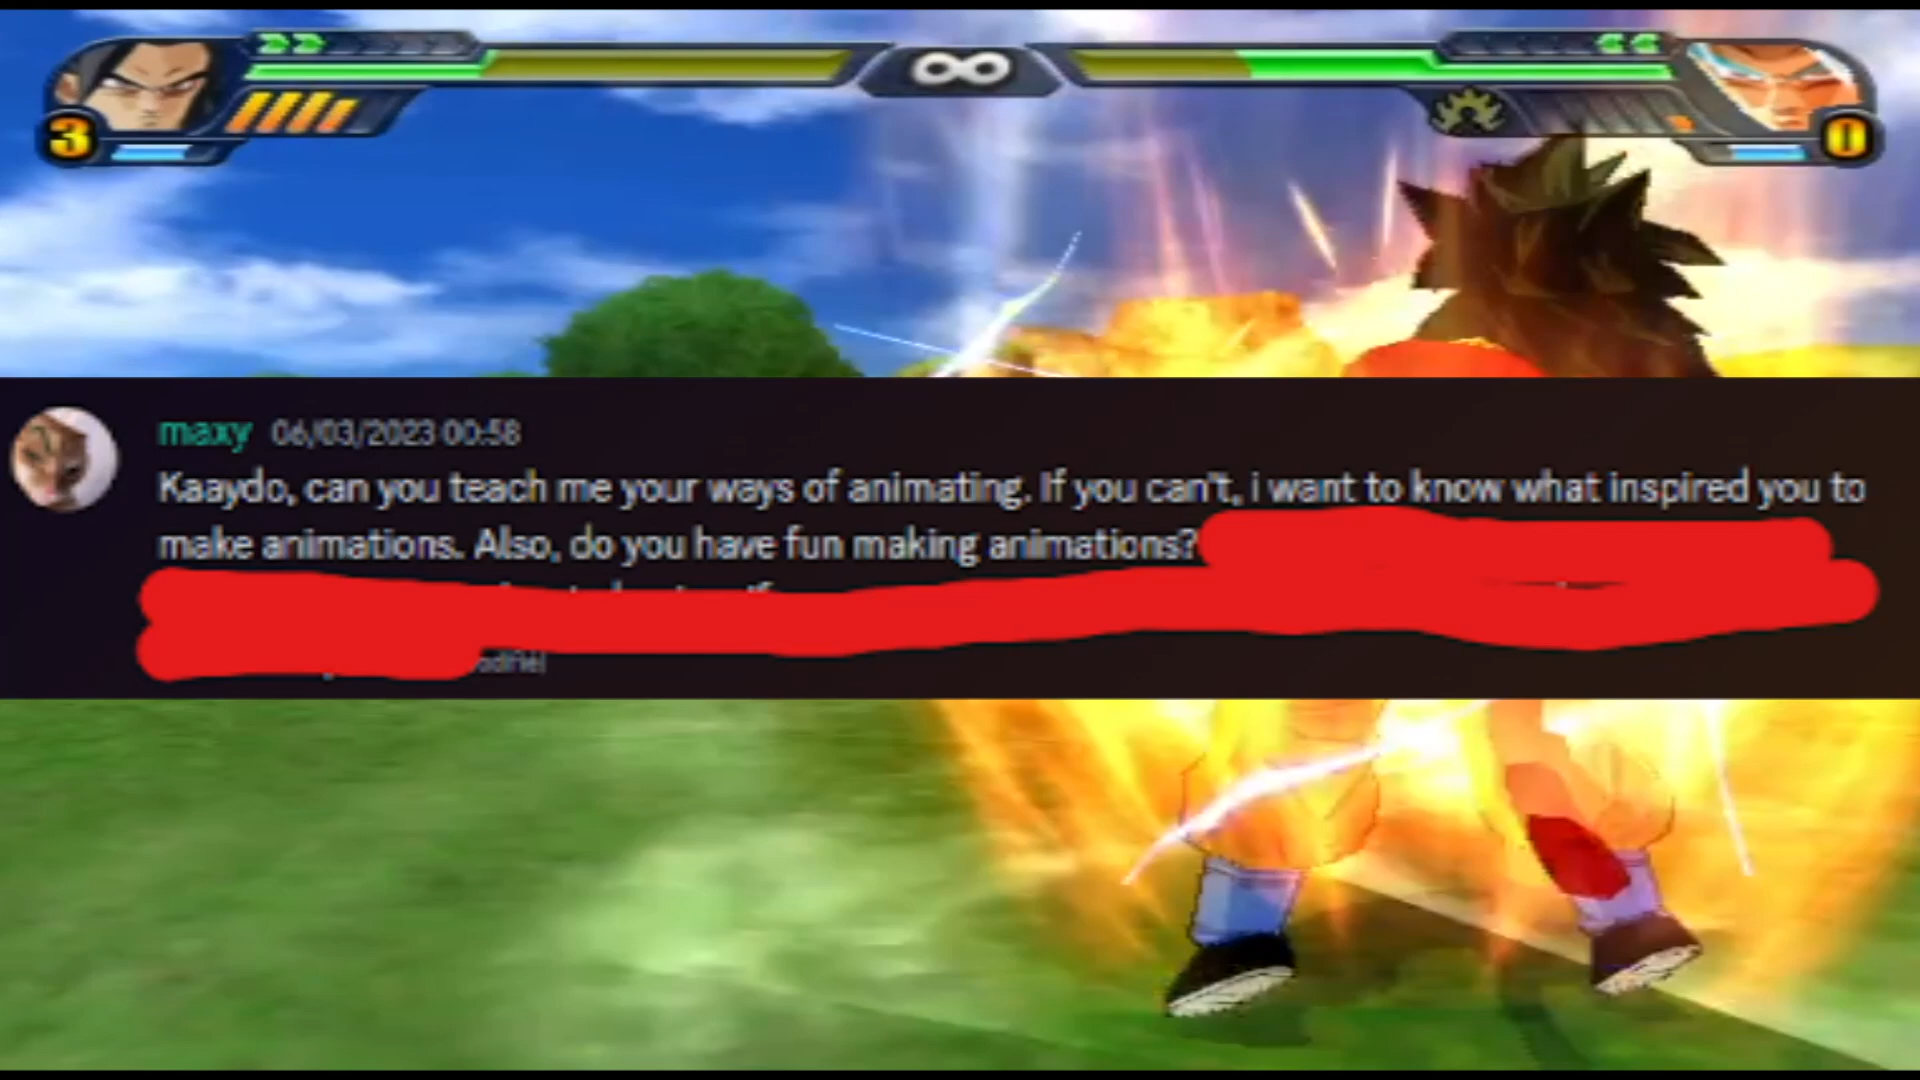 3
∞
0
maxy 06/03/2023 00:58
Kaaydo, can you teach me your ways of animating. If you can't, i want to know what inspired you to
make animations. Also, do you have fun making animations?